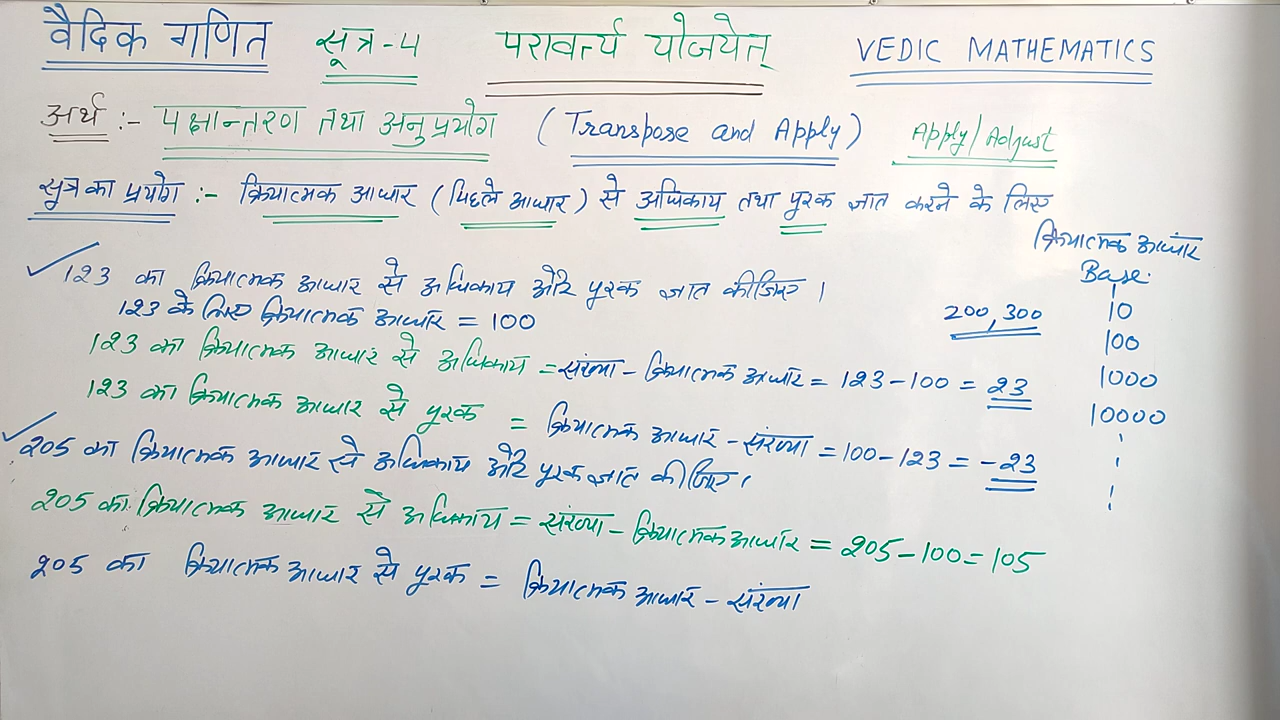 वैदिक गणित सूत्र-4 परावर्त्य योजयेत् VEDIC MATHEMATICS
अर्थ :- पक्षान्तरण तथा अनुप्रयोग (Transpose and Apply) Apply/Adjust
सूत्र का प्रयोग :- क्रियात्मक आधार (पिछले आधार) से अधिकाय तथा पूरक ज्ञात करने के लिए
क्रियात्मक आधार
Base
10
100
1000
10000
123 का क्रियात्मक आधार से अधिकाय और पूरक ज्ञात कीजिए।
123 के लिए क्रियात्मक आधार = 100
200, 300
123 का क्रियात्मक आधार से अधिकाय = संख्या - क्रियात्मक आधार = 123-100 = 23
123 का क्रियात्मक आधार से पूरक = क्रियात्मक आधार - संख्या = 100-123 = -23
205 का क्रियात्मक आधार से अधिकाय और पूरक ज्ञात कीजिए।
205 का क्रियात्मक आधार से अधिकाय = संख्या - क्रियात्मक आधार = 205-100=105
205 का क्रियात्मक आधार से पूरक = क्रियात्मक आधार - संख्या